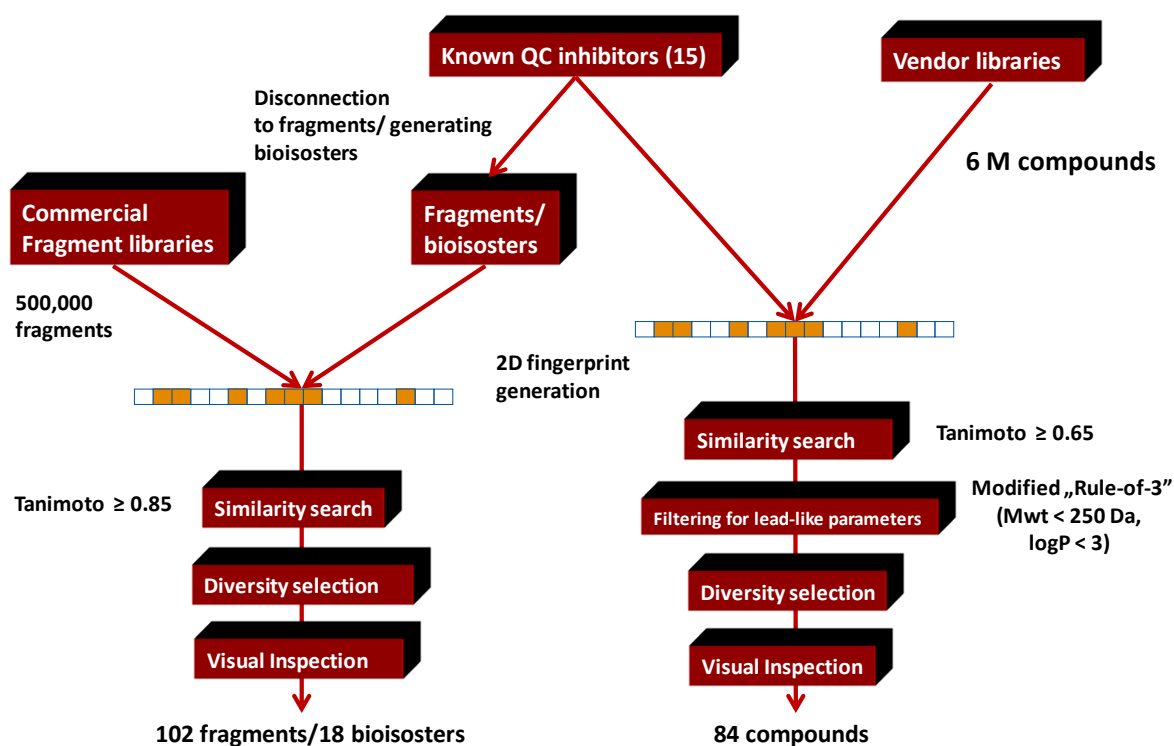 Known QC inhibitors (15)
Vendor libraries
Disconnection
to fragments/ generating
bioisosters
6 M compounds
Commercial
Fragment libraries
Fragments/
bioisosters
500,000
fragments
2D fingerprint
generation
Similarity search
Tanimoto ≥ 0.65
Tanimoto ≥ 0.85
Similarity search
Filtering for lead-like parameters
Modified „Rule-of-3”
(Mwt < 250 Da,
logP < 3)
Diversity selection
Diversity selection
Visual Inspection
Visual Inspection
102 fragments/18 bioisosters
84 compounds